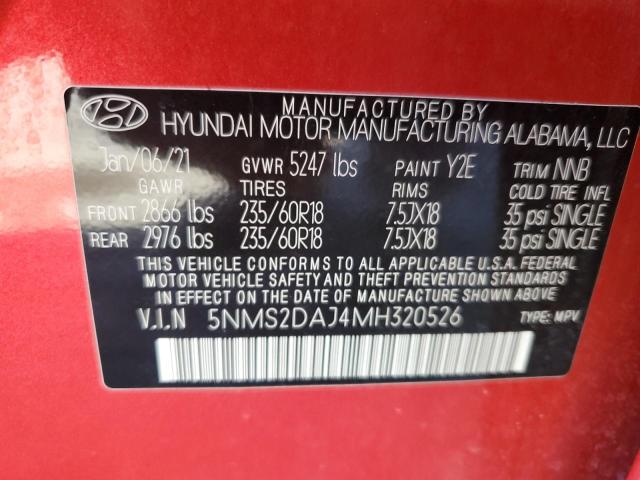 MANUFACTURED BY
HYUNDAI MOTOR MANUFACTURING ALABAMA, LLC
Jan/06/21 GVWR 5247 lbs PAINT Y2E TRIM NNB
GAWR TIRES RIMS COLD TIRE INFL
FRONT 2866 lbs 235/60R18 7.5JX18 35 psi SINGLE
REAR 2976 lbs 235/60R18 7.5JX18 35 psi SINGLE
THIS VEHICLE CONFORMS TO ALL APPLICABLE U.S.A. FEDERAL
MOTOR VEHICLE SAFETY AND THEFT PREVENTION STANDARDS
IN EFFECT ON THE DATE OF MANUFACTURE SHOWN ABOVE
V.I.N 5NMS2DAJ4MH320526 TYPE: MPV